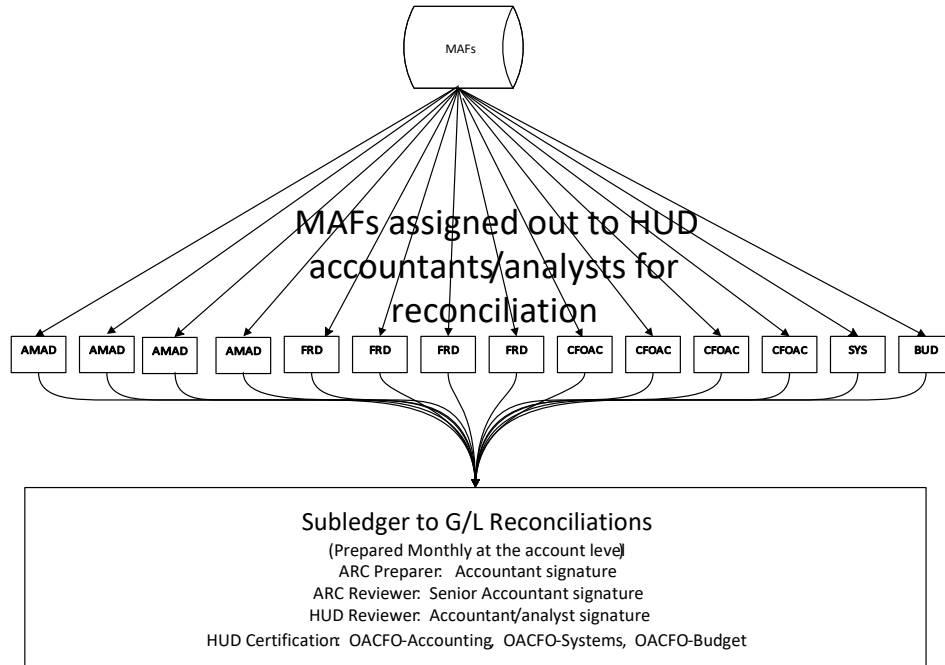 MAFs
MAFs assigned out to HUD
accountants/analysts for
reconciliation
AMAD AMAD AMAD AMAD FRD FRD FRD FRD CFOAC CFOAC CFOAC CFOAC SYS BUD
Subledger to G/L Reconciliations
(Prepared Monthly at the account level)
ARC Preparer: Accountant signature
ARC Reviewer: Senior Accountant signature
HUD Reviewer: Accountant/analyst signature
HUD Certification: OACFO-Accounting, OACFO-Systems, OACFO-Budget